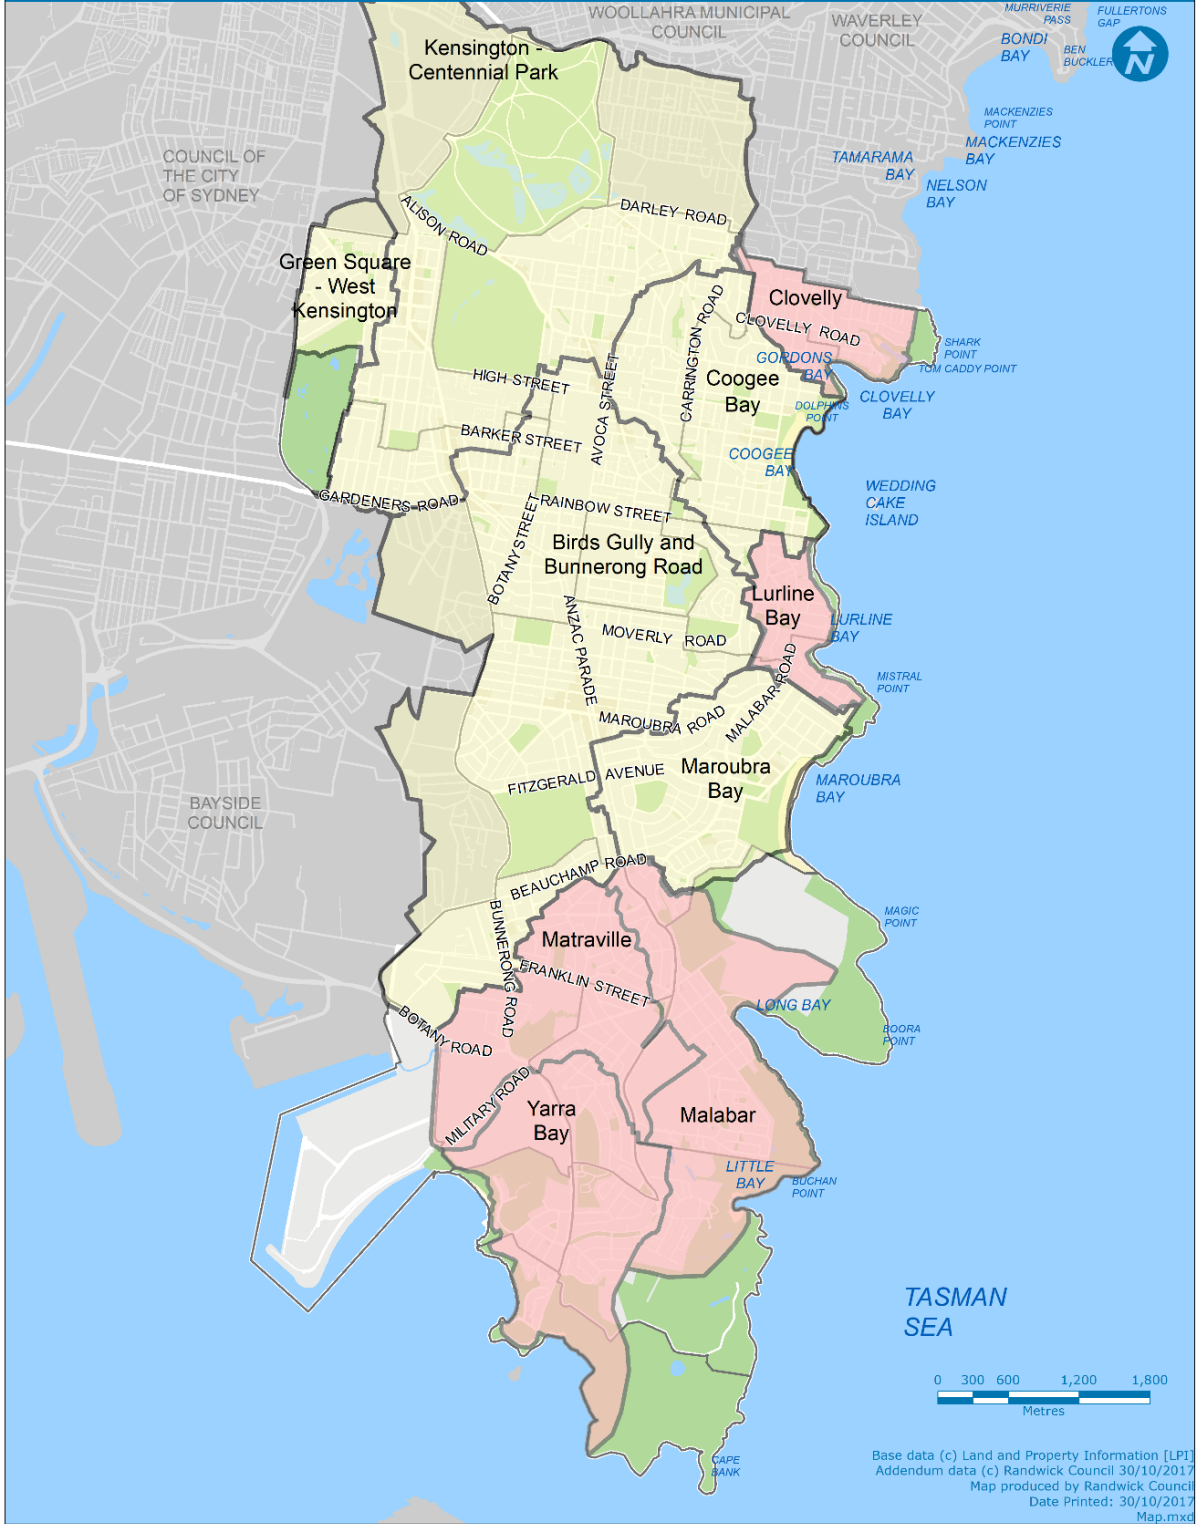 WOOLLAHRA MUNICIPAL
COUNCIL
WAVERLEY
COUNCIL
MURRIVERIE
PASS
FULLERTONS
GAP
BONDI
BAY
BEN
BUCKLER
N
Kensington -
Centennial Park
MACKENZIES
POINT
MACKENZIES
BAY
TAMARAMA
BAY
NELSON
BAY
COUNCIL OF
THE CITY
OF SYDNEY
ALISON ROAD
DARLEY ROAD
Green Square
- West
Kensington
Clovelly
CLOVELLY ROAD
CARRINGTON ROAD
SHARK
POINT
TOM CADDY POINT
GORDONS
BAY
Coogee
Bay
HIGH STREET
AVOCA STREET
DOLPHINS
POINT
CLOVELLY
BAY
BARKER STREET
COOGEE
BAY
WEDDING
CAKE
ISLAND
GARDENERS ROAD
RAINBOW STREET
BOTANY STREET
Birds Gully and
Bunnerong Road
Lurline
Bay
LURLINE
BAY
ANZAC PARADE
MOVERLY ROAD
MALABAR ROAD
MISTRAL
POINT
MAROUBRA ROAD
FITZGERALD AVENUE
Maroubra
Bay
MAROUBRA
BAY
BAYSIDE
COUNCIL
BEAUCHAMP ROAD
BUNNERONG ROAD
MAGIC
POINT
Matraville
FRANKLIN STREET
LONG BAY
BOTANY ROAD
BOORA
POINT
MILITARY ROAD
Yarra
Bay
Malabar
LITTLE
BAY
BUCHAN
POINT
TASMAN
SEA
0 300 600 1,200 1,800
Metres
CAPE
BANK
Base data (c) Land and Property Information [LPI]
Addendum data (c) Randwick Council 30/10/2017
Map produced by Randwick Council
Date Printed: 30/10/2017
Map.mxd